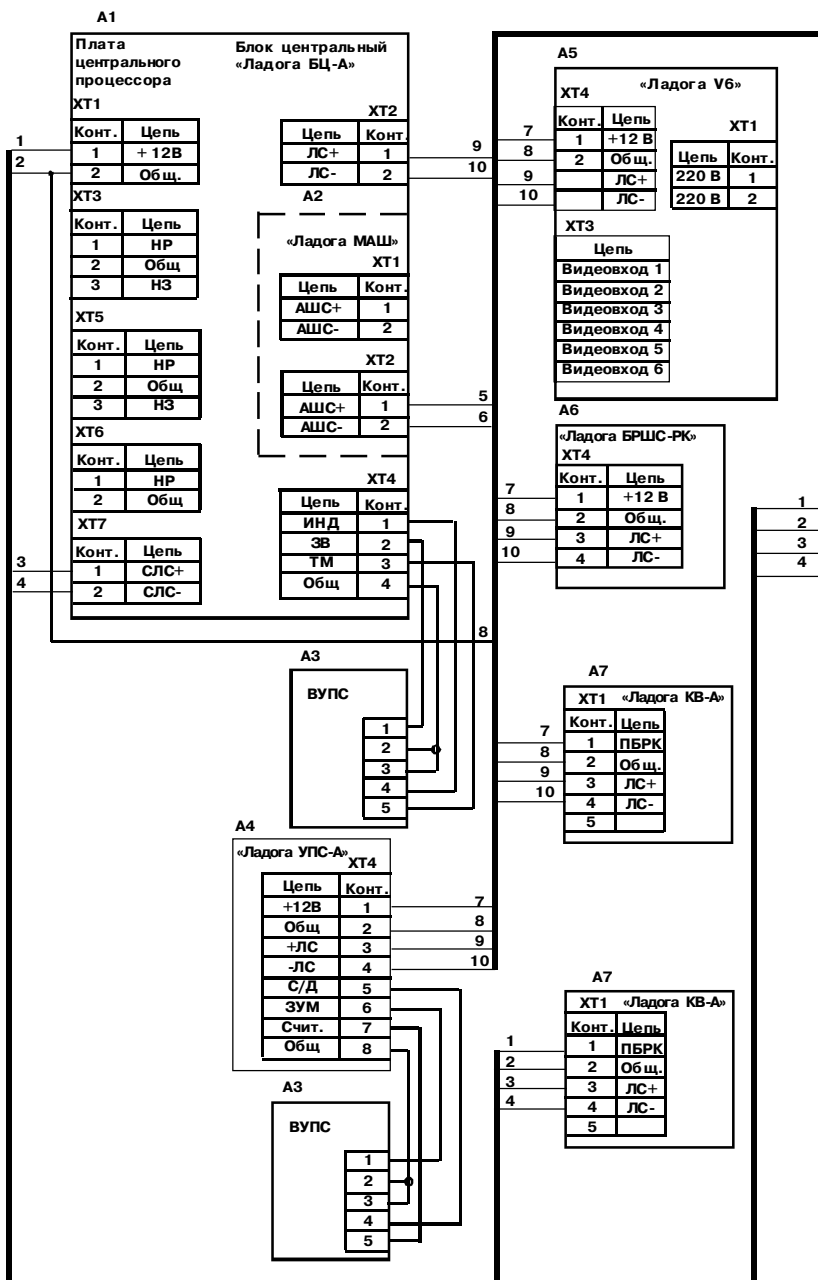 А1
Плата центрального процессора
Блок центральный «Ладога БЦ-А»
ХТ1
Конт. Цепь
1 +12В
2 Общ.
1
2
ХТ2
Цепь Конт.
ЛС+ 1
ЛС- 2
9
10
ХТ3
Конт. Цепь
1 НР
2 Общ
3 НЗ
А2
«Ладога МАШ»
ХТ1
Цепь Конт.
АШС+ 1
АШС- 2
ХТ5
Конт. Цепь
1 НР
2 Общ
3 НЗ
ХТ2
Цепь Конт.
АШС+ 1
АШС- 2
5
6
ХТ6
Конт. Цепь
1 НР
2 Общ
ХТ4
Цепь Конт.
ИНД 1
ЗВ 2
ТМ 3
Общ 4
ХТ7
Конт. Цепь
1 СЛС+
2 СЛС-
3
4
8
А3
ВУПС
1
2
3
4
5
А4
«Ладога УПС-А»
ХТ4
Цепь Конт.
+12В 1
Общ 2
+ЛС 3
-ЛС 4
С/Д 5
ЗУМ 6
Счит. 7
Общ 8
7
8
9
10
А3
ВУПС
1
2
3
4
5
А5
«Ладога V6»
ХТ4
Конт. Цепь
1 +12 В
2 Общ.
ЛС+
ЛС-
7
8
9
10
ХТ1
Цепь Конт.
220 В 1
220 В 2
ХТ3
Цепь
Видеовход 1
Видеовход 2
Видеовход 3
Видеовход 4
Видеовход 5
Видеовход 6
А6
«Ладога БРШС-РК»
ХТ4
Конт. Цепь
1 +12 В
2 Общ.
3 ЛС+
4 ЛС-
7
8
9
10
1
2
3
4
А7
ХТ1 «Ладога КВ-А»
Конт. Цепь
1 ПБРК
2 Общ.
3 ЛС+
4 ЛС-
5
7
8
9
10
А7
ХТ1 «Ладога КВ-А»
Конт. Цепь
1 ПБРК
2 Общ.
3 ЛС+
4 ЛС-
5
1
2
3
4